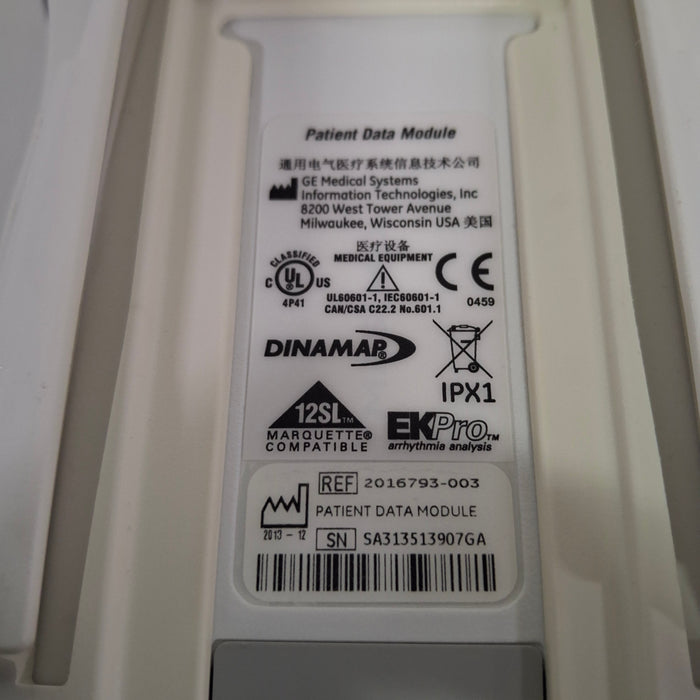 Patient Data Module
通用电气医疗系统信息技术公司
GE Medical Systems
Information Technologies, Inc
8200 West Tower Avenue
Milwaukee, Wisconsin USA 美国
医疗设备
MEDICAL EQUIPMENT
CLASSIFIED
C UL US
4P41
UL60601-1, IEC60601-1
CAN/CSA C22.2 No.601.1
CE
0459
DINAMAP®
IPX1
12SL™
MARQUETTE®
COMPATIBLE
EKPro™
arrhythmia analysis
REF 2016793-003
PATIENT DATA MODULE
2013-12
SN SA313513907GA